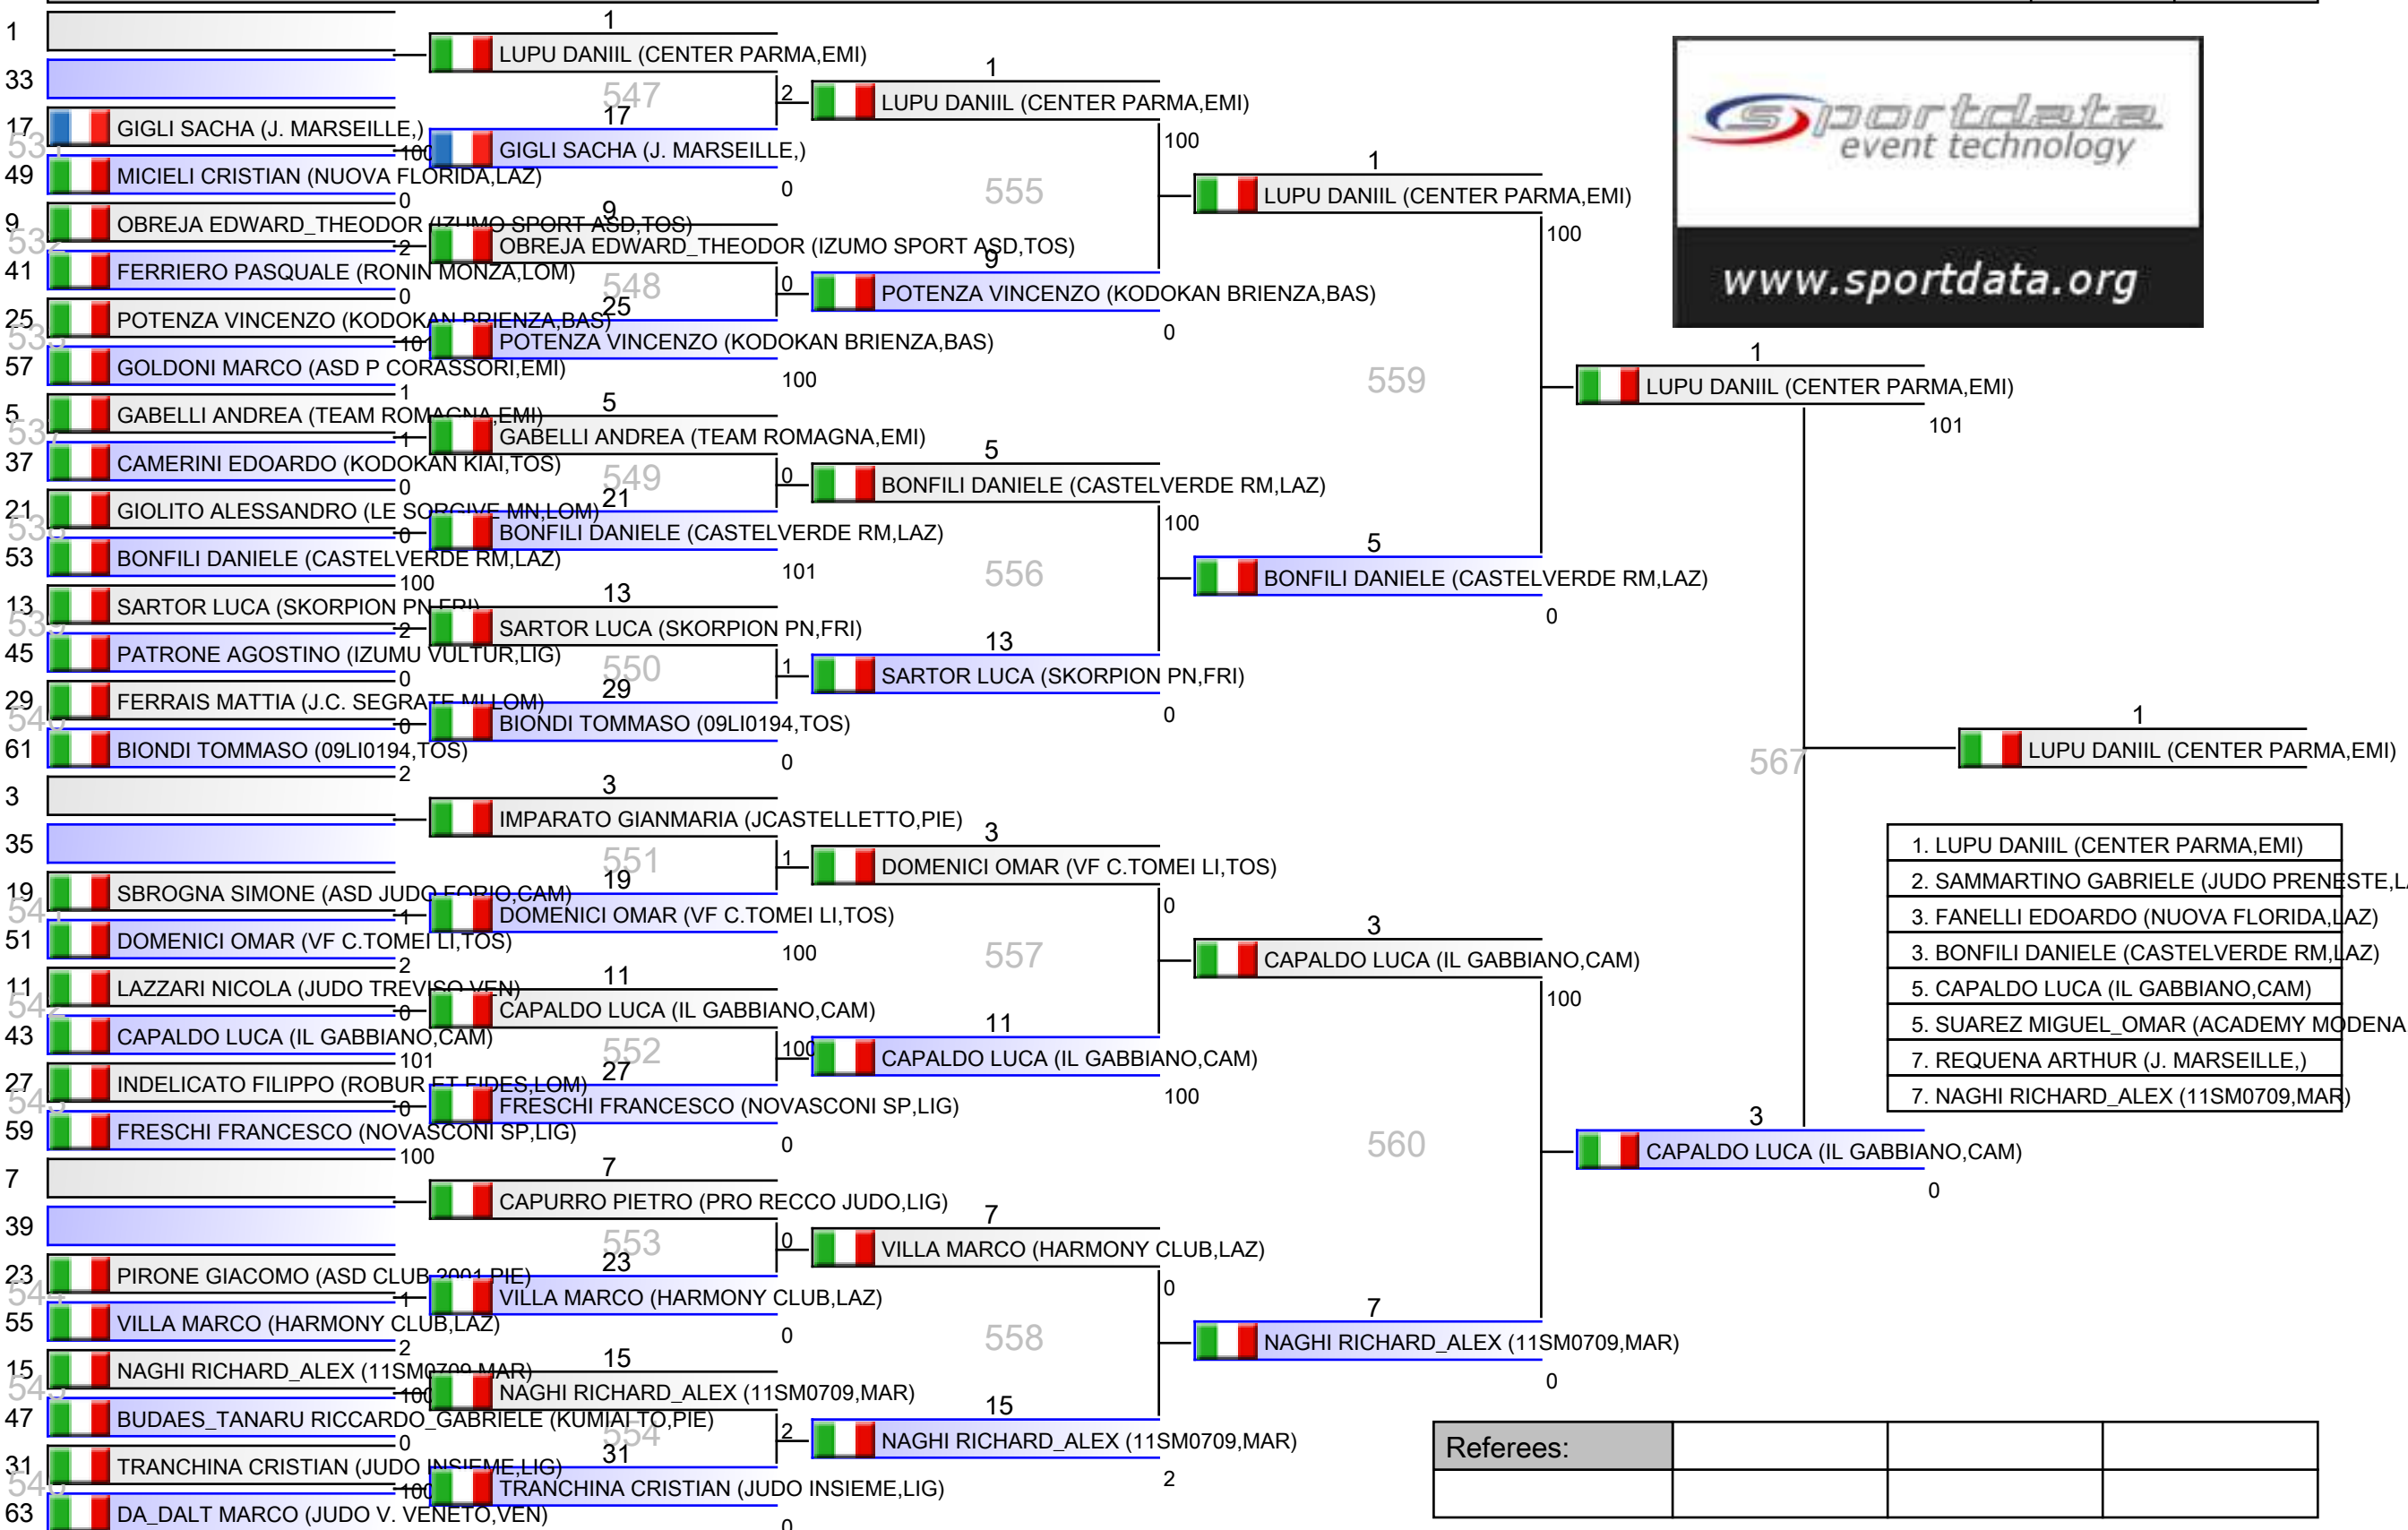 1
33
17 GIGLI SACHA (J. MARSEILLE,)
100
49 MICIELI CRISTIAN (NUOVA FLORIDA,LAZ)
0
9 OBREJA EDWARD_THEODOR (IZUMO SPORT ASD,TOS)
2
41 FERRIERO PASQUALE (RONIN MONZA,LOM)
0
25 POTENZA VINCENZO (KODOKAN BRIENZA,BAS)
101
57 GOLDONI MARCO (ASD P CORASSORI,EMI)
1
5 GABELLI ANDREA (TEAM ROMAGNA,EMI)
1
37 CAMERINI EDOARDO (KODOKAN KIAI,TOS)
0
21 GIOLITO ALESSANDRO (LE SORGIVE MN,LOM)
0
53 BONFILI DANIELE (CASTELVERDE RM,LAZ)
100
13 SARTOR LUCA (SKORPION PN,FRI)
2
45 PATRONE AGOSTINO (IZUMU VULTUR,LIG)
0
29 FERRAIS MATTIA (J.C. SEGRATE MI,LOM)
0
61 BIONDI TOMMASO (09LI0194,TOS)
2
3
35
19 SBROGNA SIMONE (ASD JUDO FORIO,CAM)
1
51 DOMENICI OMAR (VF C.TOMEI LI,TOS)
2
11 LAZZARI NICOLA (JUDO TREVISO,VEN)
0
43 CAPALDO LUCA (IL GABBIANO,CAM)
101
27 INDELICATO FILIPPO (ROBUR ET FIDES,LOM)
0
59 FRESCHI FRANCESCO (NOVASCONI SP,LIG)
100
7
39
23 PIRONE GIACOMO (ASD CLUB 2001,PIE)
1
55 VILLA MARCO (HARMONY CLUB,LAZ)
2
15 NAGHI RICHARD_ALEX (11SM0709,MAR)
100
47 BUDAES_TANARU RICCARDO_GABRIELE (KUMIAI TO,PIE)
0
31 TRANCHINA CRISTIAN (JUDO INSIEME,LIG)
100
63 DA_DALT MARCO (JUDO V. VENETO,VEN)
1
LUPU DANIIL (CENTER PARMA,EMI)
2
547
17
GIGLI SACHA (J. MARSEILLE,)
0
9
OBREJA EDWARD_THEODOR (IZUMO SPORT ASD,TOS)
0
548
25
POTENZA VINCENZO (KODOKAN BRIENZA,BAS)
100
5
GABELLI ANDREA (TEAM ROMAGNA,EMI)
0
549
21
BONFILI DANIELE (CASTELVERDE RM,LAZ)
101
13
SARTOR LUCA (SKORPION PN,FRI)
1
550
29
BIONDI TOMMASO (09LI0194,TOS)
0
3
IMPARATO GIANMARIA (JCASTELLETTO,PIE)
1
551
19
DOMENICI OMAR (VF C.TOMEI LI,TOS)
100
11
CAPALDO LUCA (IL GABBIANO,CAM)
100
552
27
FRESCHI FRANCESCO (NOVASCONI SP,LIG)
0
7
CAPURRO PIETRO (PRO RECCO JUDO,LIG)
0
553
23
VILLA MARCO (HARMONY CLUB,LAZ)
0
15
NAGHI RICHARD_ALEX (11SM0709,MAR)
2
554
31
TRANCHINA CRISTIAN (JUDO INSIEME,LIG)
0
1
LUPU DANIIL (CENTER PARMA,EMI)
100
555
9
POTENZA VINCENZO (KODOKAN BRIENZA,BAS)
0
5
BONFILI DANIELE (CASTELVERDE RM,LAZ)
100
556
13
SARTOR LUCA (SKORPION PN,FRI)
0
3
DOMENICI OMAR (VF C.TOMEI LI,TOS)
0
557
11
CAPALDO LUCA (IL GABBIANO,CAM)
100
7
VILLA MARCO (HARMONY CLUB,LAZ)
0
558
15
NAGHI RICHARD_ALEX (11SM0709,MAR)
2
1
LUPU DANIIL (CENTER PARMA,EMI)
100
559
5
BONFILI DANIELE (CASTELVERDE RM,LAZ)
0
3
CAPALDO LUCA (IL GABBIANO,CAM)
100
560
7
NAGHI RICHARD_ALEX (11SM0709,MAR)
0
1
LUPU DANIIL (CENTER PARMA,EMI)
101
567
3
CAPALDO LUCA (IL GABBIANO,CAM)
0
1
LUPU DANIIL (CENTER PARMA,EMI)
sportdata
event technology
www.sportdata.org
1. LUPU DANIIL (CENTER PARMA,EMI)
2. SAMMARTINO GABRIELE (JUDO PRENESTE,L
3. FANELLI EDOARDO (NUOVA FLORIDA,LAZ)
3. BONFILI DANIELE (CASTELVERDE RM,LAZ)
5. CAPALDO LUCA (IL GABBIANO,CAM)
5. SUAREZ MIGUEL_OMAR (ACADEMY MODENA
7. REQUENA ARTHUR (J. MARSEILLE,)
7. NAGHI RICHARD_ALEX (11SM0709,MAR)
Referees: